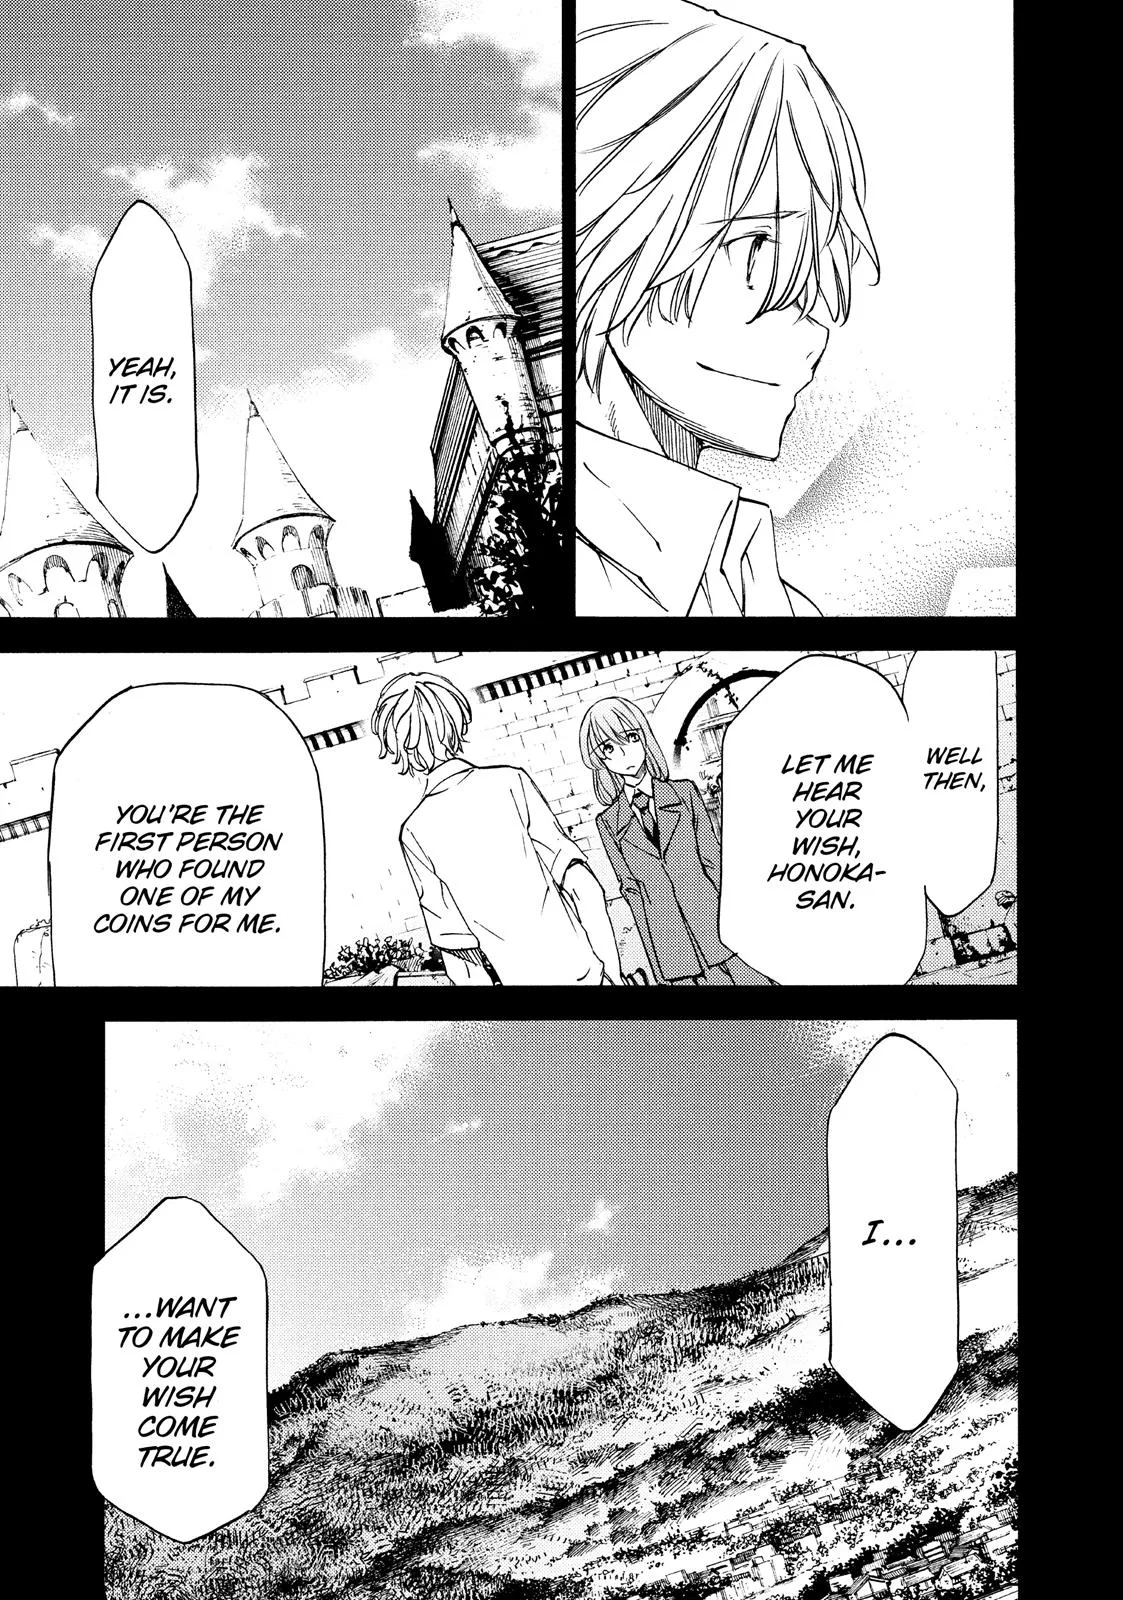 YEAH,
IT IS.
WELL
THEN,
LET ME
HEAR
YOUR
WISH,
HONOKA-
SAN.
YOU'RE THE
FIRST PERSON
WHO FOUND
ONE OF MY
COINS FOR ME.
I...
...WANT
TO MAKE
YOUR
WISH
COME
TRUE.